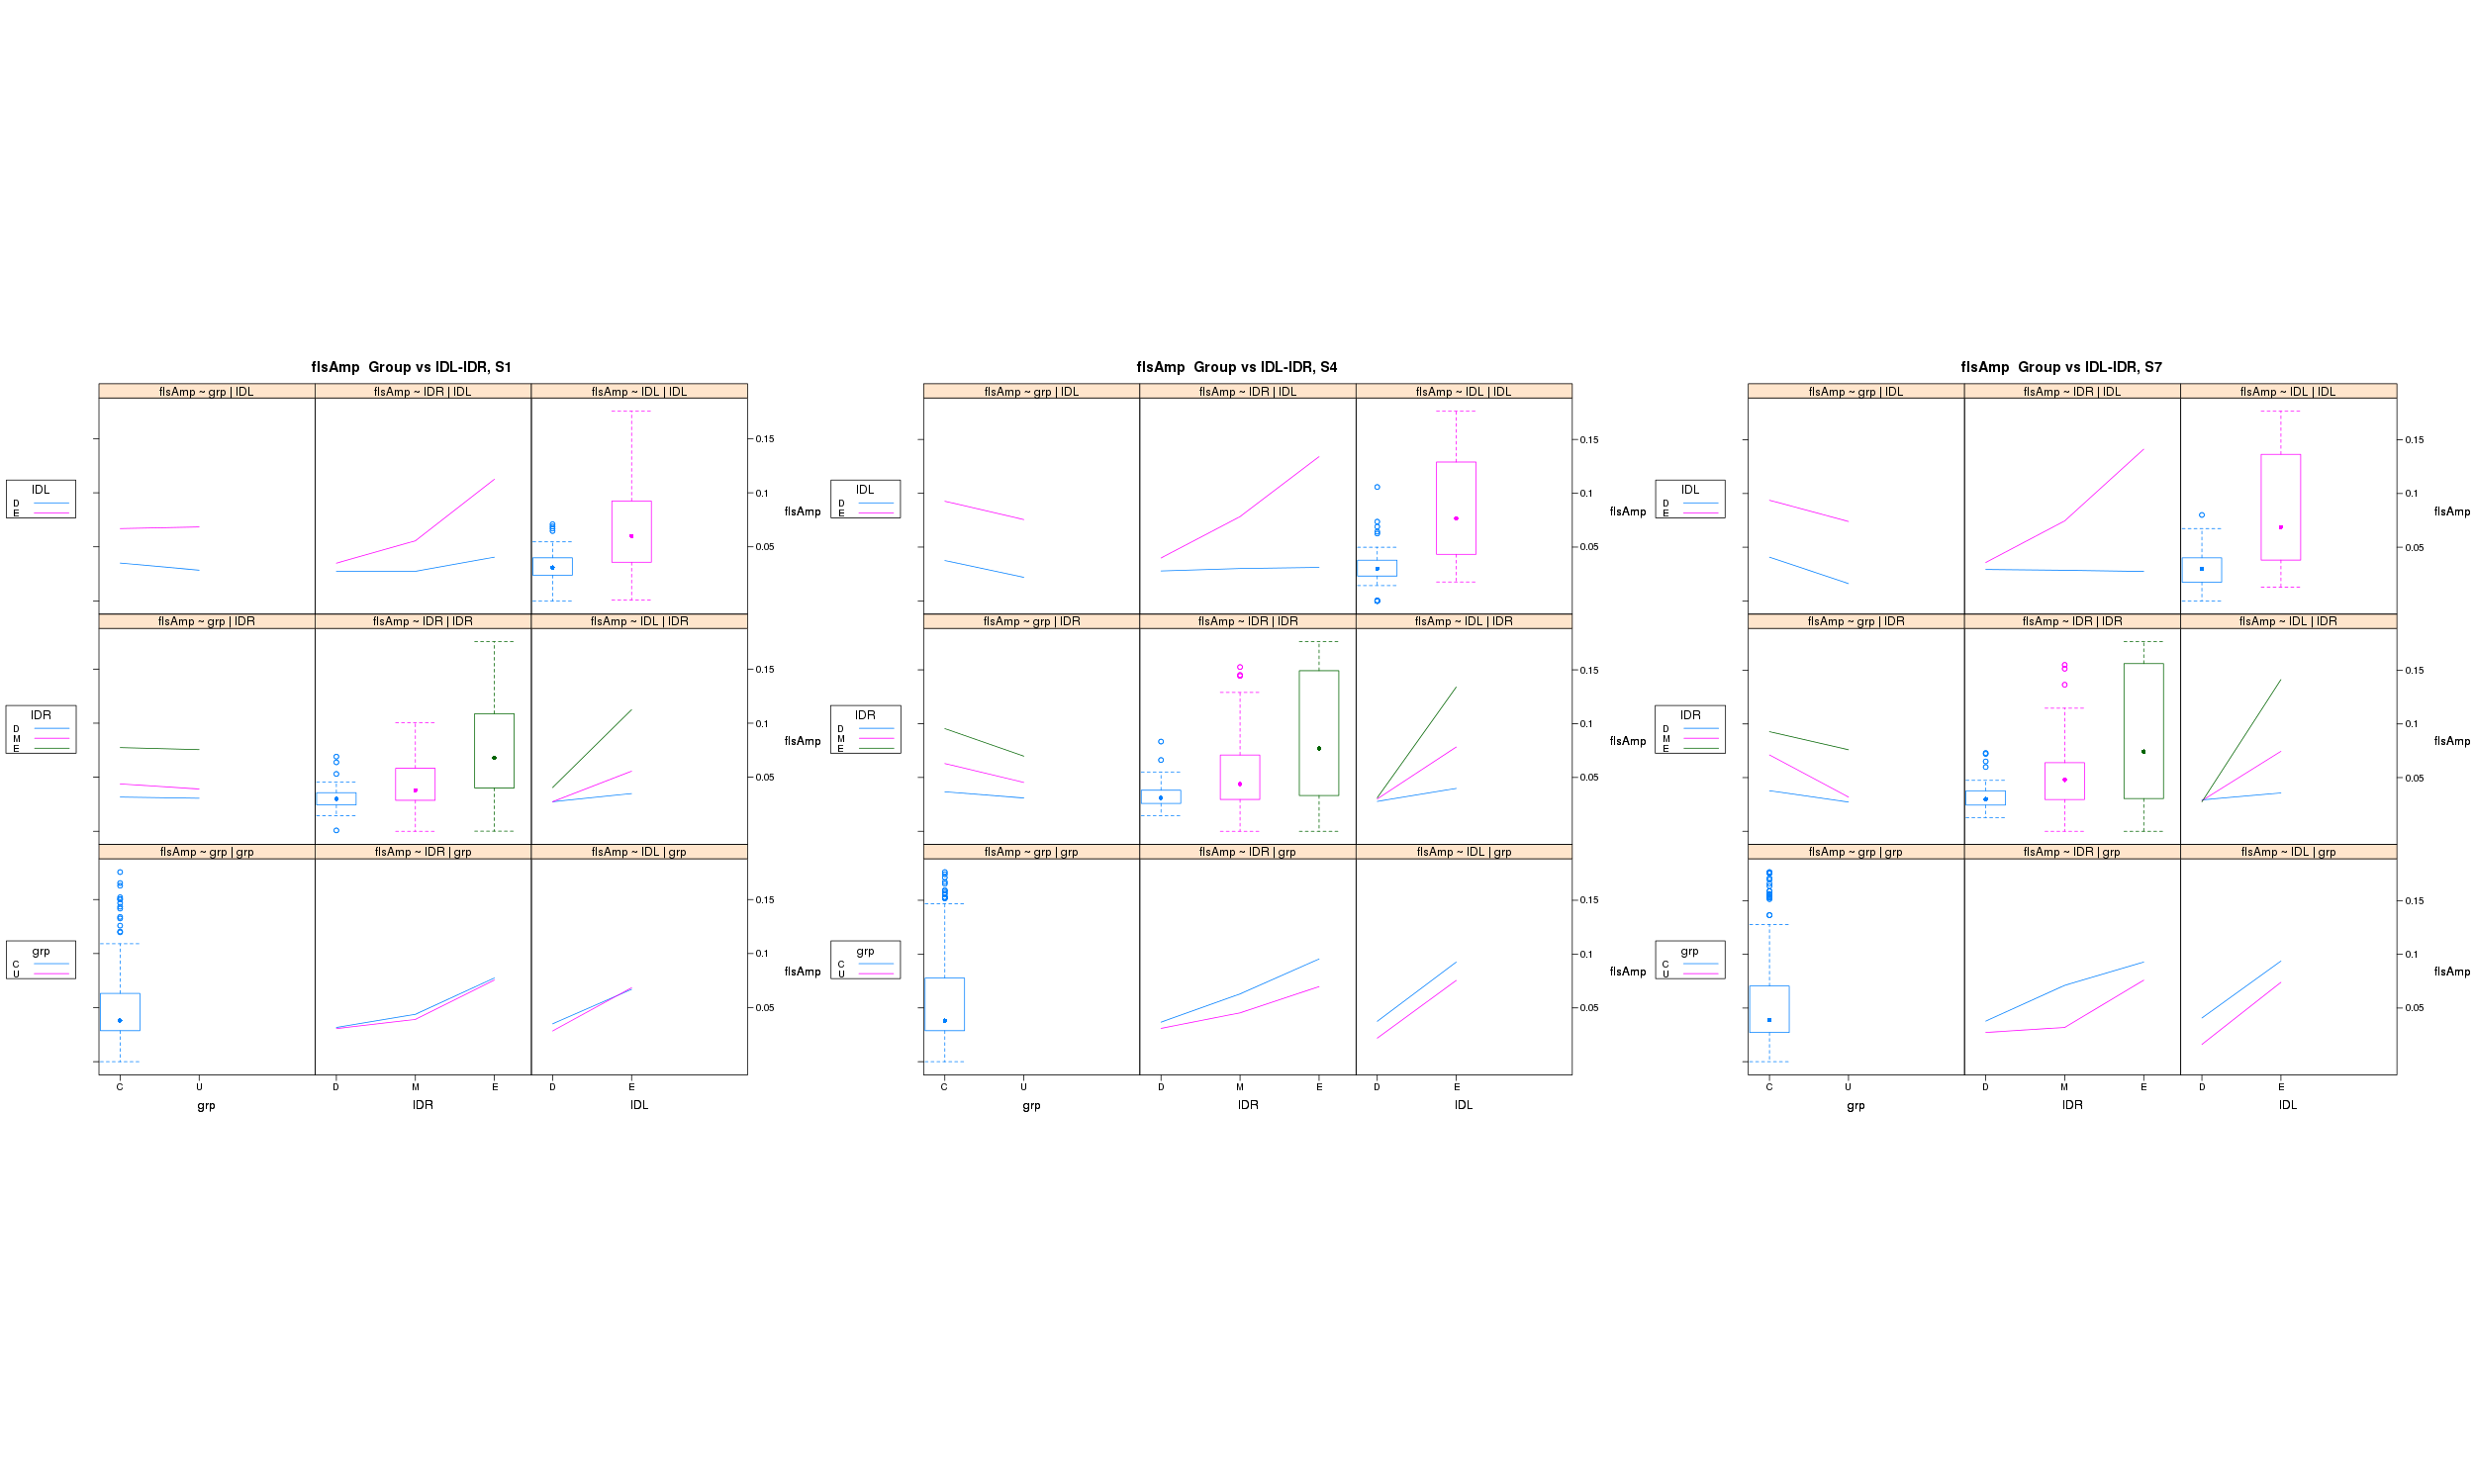 flsAmp  Group vs IDL-IDR, S1
flsAmp ~ grp | IDL
flsAmp ~ IDR | IDL
flsAmp ~ IDL | IDL
IDL
D
E
0.15
0.1
0.05
flsAmp
flsAmp ~ grp | IDR
flsAmp ~ IDR | IDR
flsAmp ~ IDL | IDR
IDR
D
M
E
0.15
0.1
0.05
flsAmp
flsAmp ~ grp | grp
flsAmp ~ IDR | grp
flsAmp ~ IDL | grp
grp
C
U
0.15
0.1
0.05
flsAmp
C U D M E D E
grp IDR IDL
flsAmp  Group vs IDL-IDR, S4
flsAmp ~ grp | IDL
flsAmp ~ IDR | IDL
flsAmp ~ IDL | IDL
IDL
D
E
0.15
0.1
0.05
flsAmp
flsAmp ~ grp | IDR
flsAmp ~ IDR | IDR
flsAmp ~ IDL | IDR
IDR
D
M
E
0.15
0.1
0.05
flsAmp
flsAmp ~ grp | grp
flsAmp ~ IDR | grp
flsAmp ~ IDL | grp
grp
C
U
0.15
0.1
0.05
flsAmp
C U D M E D E
grp IDR IDL
flsAmp  Group vs IDL-IDR, S7
flsAmp ~ grp | IDL
flsAmp ~ IDR | IDL
flsAmp ~ IDL | IDL
IDL
D
E
0.15
0.1
0.05
flsAmp
flsAmp ~ grp | IDR
flsAmp ~ IDR | IDR
flsAmp ~ IDL | IDR
IDR
D
M
E
0.15
0.1
0.05
flsAmp
flsAmp ~ grp | grp
flsAmp ~ IDR | grp
flsAmp ~ IDL | grp
grp
C
U
0.15
0.1
0.05
flsAmp
C U D M E D E
grp IDR IDL